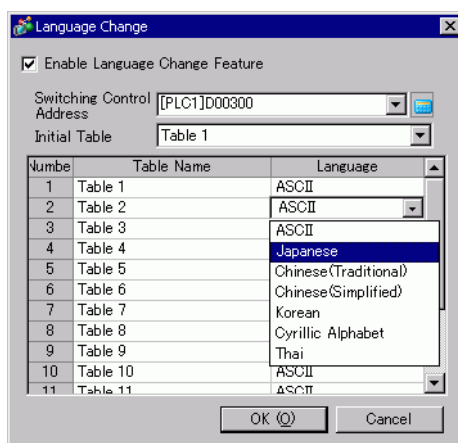 Language Change
Enable Language Change Feature
Switching Control Address [PLC1]D00300
Initial Table Table 1
Numbe Table Name Language
1 Table 1 ASCII
2 Table 2 ASCII
3 Table 3 ASCII
4 Table 4 Japanese
5 Table 5 Chinese(Traditional)
6 Table 6 Chinese(Simplified)
7 Table 7 Korean
8 Table 8 Cyrillic Alphabet
9 Table 9 Thai
10 Table 10 ASCII
11 Table 11 ASCII
OK (O) Cancel